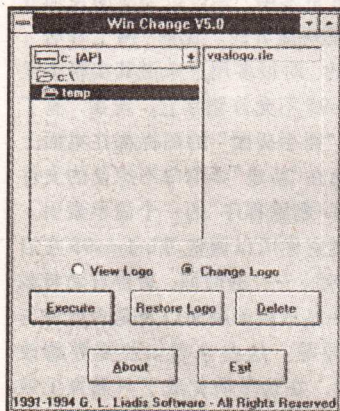 Win Change V5.0
c: [AP]
vgalogo.rle
c:\
temp
View Logo
Change Logo
Execute
Restore Logo
Delete
About
Exit
1991-1994 G. L. Liadis Software - All Rights Reserved